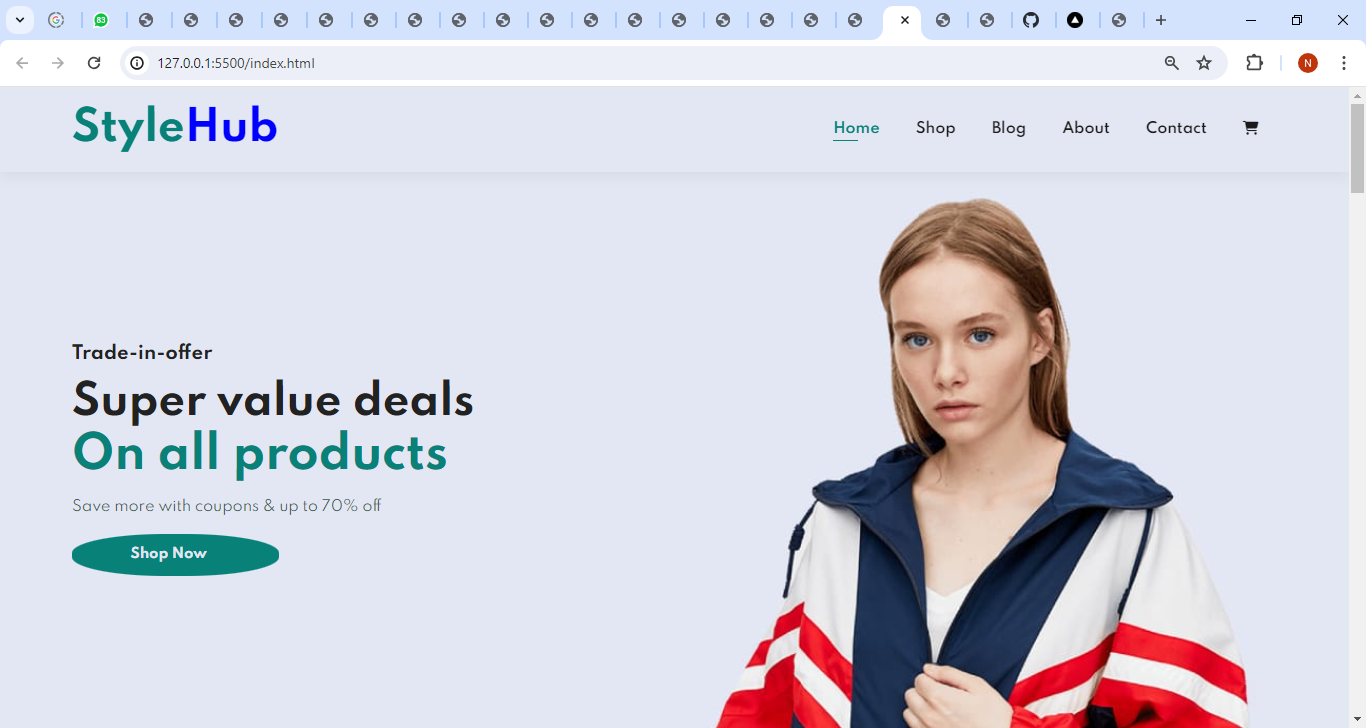 83
127.0.0.1:5500/index.html
N
StyleHub
Home Shop Blog About Contact
Trade-in-offer
Super value deals
On all products
Save more with coupons & up to 70% off
Shop Now